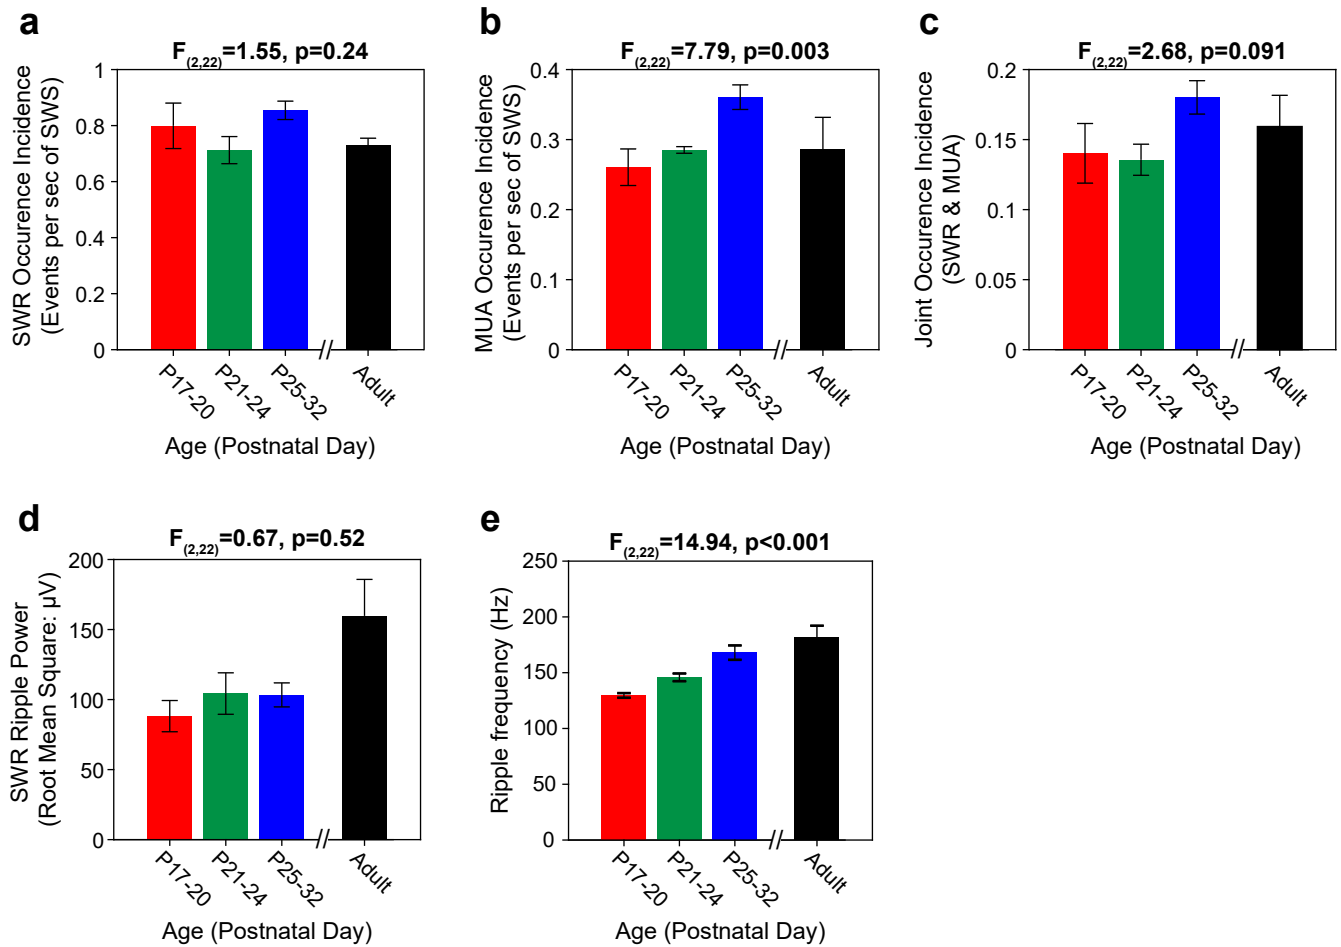 a
F(2,22)=1.55, p=0.24
SWR Occurence Incidence
(Events per sec of SWS)
1
0.8
0.6
0.4
0.2
0
//
P17-20
P21-24
P25-32
Adult
Age (Postnatal Day)
b
F(2,22)=7.79, p=0.003
MUA Occurence Incidence
(Events per sec of SWS)
0.4
0.3
0.2
0.1
0
//
P17-20
P21-24
P25-32
Adult
Age (Postnatal Day)
c
F(2,22)=2.68, p=0.091
Joint Occurence Incidence
(SWR & MUA)
0.2
0.15
0.1
0.05
0
//
P17-20
P21-24
P25-32
Adult
Age (Postnatal Day)
d
F(2,22)=0.67, p=0.52
SWR Ripple Power
(Root Mean Square: µV)
200
150
100
50
0
//
P17-20
P21-24
P25-32
Adult
Age (Postnatal Day)
e
F(2,22)=14.94, p<0.001
Ripple frequency (Hz)
250
200
150
100
50
0
//
P17-20
P21-24
P25-32
Adult
Age (Postnatal Day)